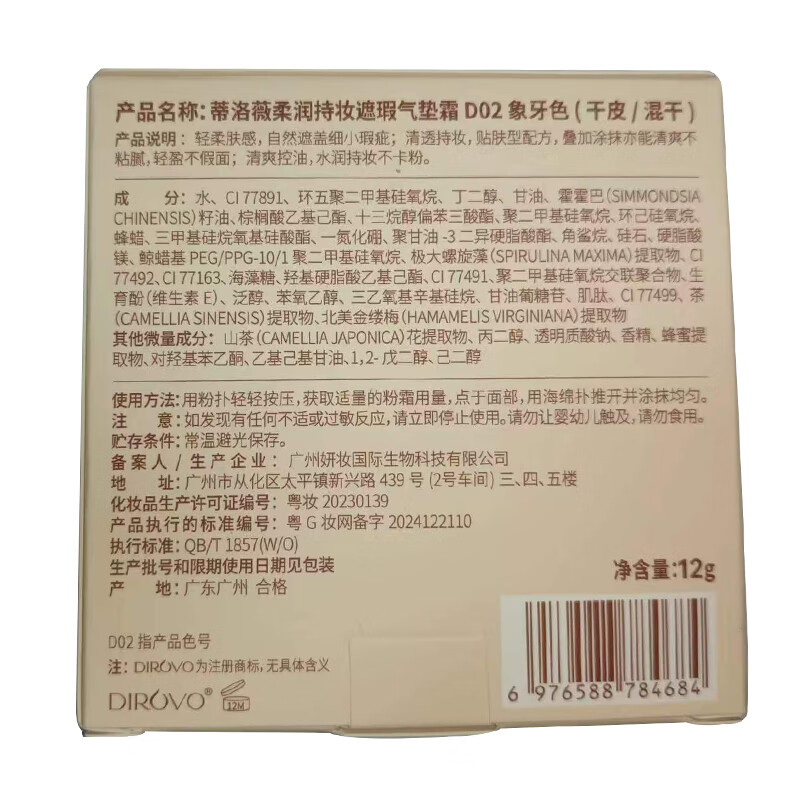 产品名称:蒂洛薇柔润持妆遮瑕气垫霜 D02 象牙色 ( 干皮 / 混干 )
产品说明：轻柔肤感，自然遮盖细小瑕疵；清透持妆，贴肤型配方，叠加涂抹亦能清爽不
粘腻，轻盈不假面；清爽控油，水润持妆不卡粉。
成　　分:水、CI 77891、环五聚二甲基硅氧烷、丁二醇、甘油、霍霍巴(SIMMONDSIA
CHINENSIS)籽油、棕榈酸乙基己酯、十三烷醇偏苯三酸酯、聚二甲基硅氧烷、环己硅氧烷、
蜂蜡、三甲基硅烷氧基硅酸酯、一氮化硼、聚甘油 -3 二异硬脂酸酯、角鲨烷、硅石、硬脂酸
镁、鲸蜡基 PEG/PPG-10/1 聚二甲基硅氧烷、极大螺旋藻(SPIRULINA MAXIMA)提取物、CI
77492、CI 77163、海藻糖、羟基硬脂酸乙基己酯、CI 77491、聚二甲基硅氧烷交联聚合物、生
育酚(维生素 E)、泛醇、苯氧乙醇、三乙氧基辛基硅烷、甘油葡糖苷、肌肽、CI 77499、茶
(CAMELLIA SINENSIS)提取物、北美金缕梅(HAMAMELIS VIRGINIANA)提取物
其他微量成分：山茶(CAMELLIA JAPONICA)花提取物、丙二醇、透明质酸钠、香精、蜂蜜提
取物、对羟基苯乙酮、乙基己基甘油、1,2- 戊二醇、己二醇
使用方法:用粉扑轻轻按压，获取适量的粉霜用量，点于面部，用海绵扑推开并涂抹均匀。
注　　意:如发现有任何不适或过敏反应，请立即停止使用。请勿让婴幼儿触及，请勿食用。
贮存条件:常温避光保存。
备案人 / 生产企业：广州妍妆国际生物科技有限公司
地　　址:广州市从化区太平镇新兴路 439 号 (2号车间) 三、四、五楼
化妆品生产许可证编号：粤妆 20230139
产品执行的标准编号：粤 G 妆网备字 2024122110
执行标准:QB/T 1857(W/O)
生产批号和限期使用日期见包装
产　　地:广东广州 合格
净含量:12g
D02 指产品色号
注：DIROVO 为注册商标，无具体含义
DIROVO® 12M
6 976588 784684